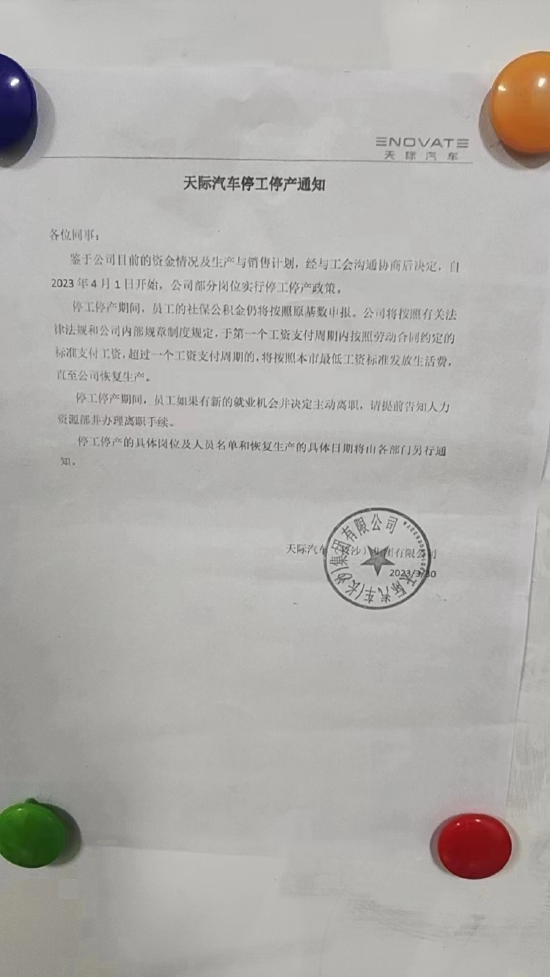 ENOVATE
天际汽车
天际汽车停工停产通知
各位同事:
鉴于公司目前的资金情况及生产与销售计划,经与工会沟通协商后决定,自
2023年4月1日开始,公司部分岗位实行停工停产政策。
停工停产期间,员工的社保公积金仍将按照原基数申报。公司将按照有关法
律法规和公司内部规章制度规定,于第一个工资支付周期内按照劳动合同约定的
标准支付工资,超过一个工资支付周期的,将按照本市最低工资标准发放生活费,
直至公司恢复生产。
停工停产期间,员工如果有新的就业机会并决定主动离职,请提前告知人力
资源部并办理离职手续。
停工停产的具体岗位及人员名单和恢复生产的具体日期将由各部门另行通
知。
天际汽车(长沙)集团有限公司
2023/3/30
天际汽车(长沙)集团有限公司